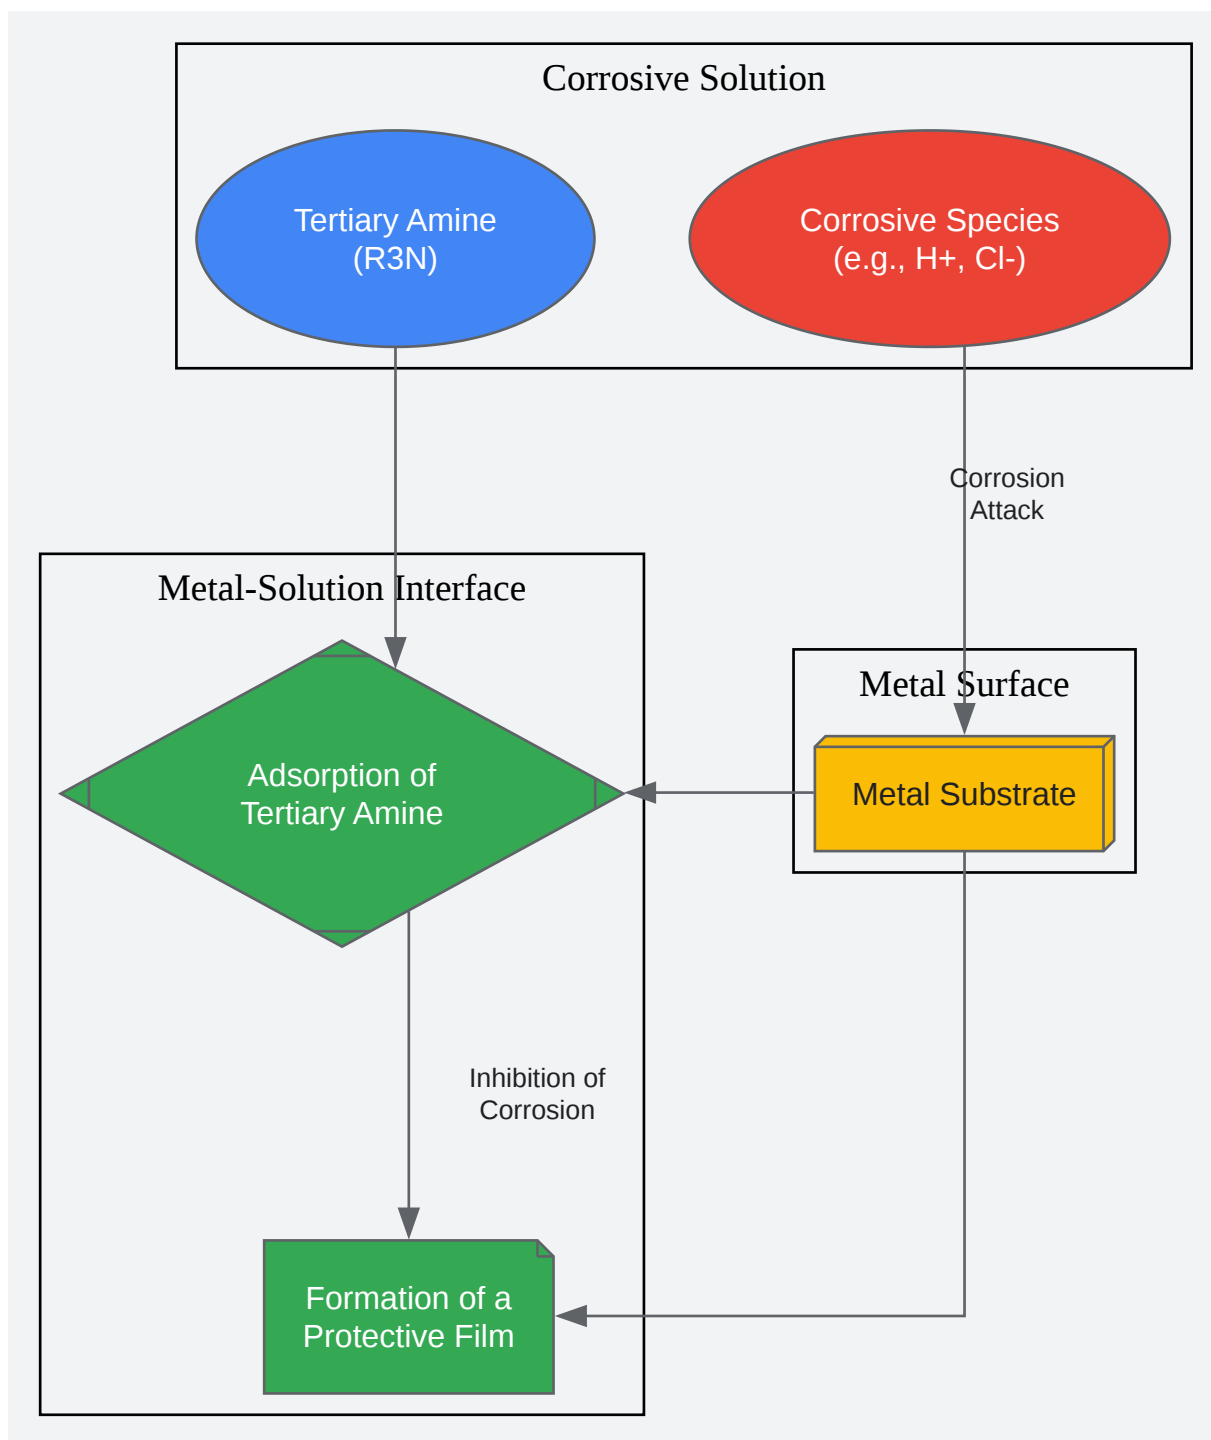 Corrosive Solution
Tertiary Amine
(R3N)
Corrosive Species
(e.g., H+, Cl-)
Corrosion
Attack
Metal-Solution Interface
Metal Surface
Adsorption of
Tertiary Amine
Metal Substrate
Inhibition of
Corrosion
Formation of a
Protective Film